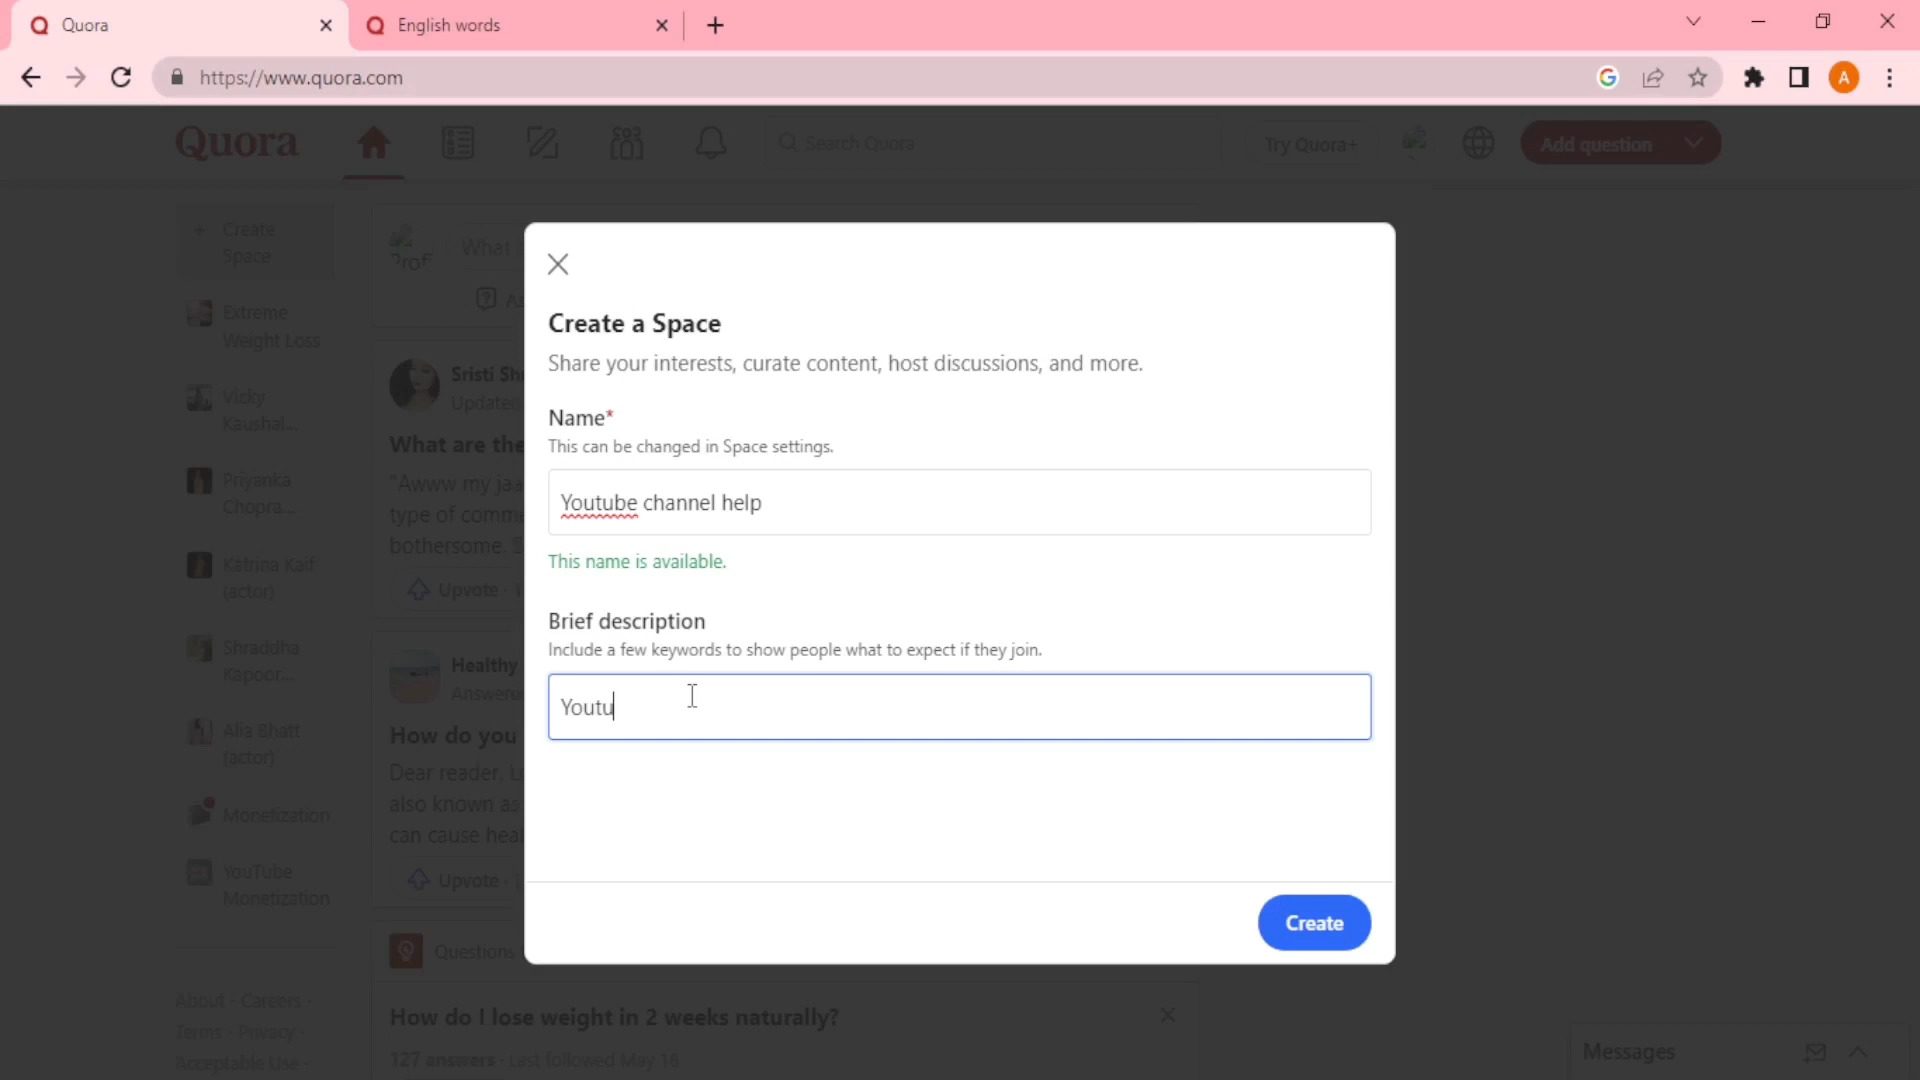 Quora
English words
https://www.quora.com
Quora
Search Quora
Try Quora+
Add question
Create
Space
Extreme
Weight Loss
Vicky
Kaushal...
Priyanka
Chopra...
Katrina Kaif
(actor)
Shraddha
Kapoor...
Alia Bhatt
(actor)
Monetization
YouTube
Monetization
About · Careers ·
Terms · Privacy ·
Acceptable Use ·
What
Sristi
Updated
What are the
"Awww my
type of
bothersome.
Upvote
Healthy
How do you
Dear reader,
also known as
can cause
Upvote
Questions
How do I lose weight in 2 weeks naturally?
127 answers · Last followed May 18
Create a Space
Share your interests, curate content, host discussions, and more.
Name*
This can be changed in Space settings.
Youtube channel help
This name is available.
Brief description
Include a few keywords to show people what to expect if they join.
Youtu
Create
Messages
A